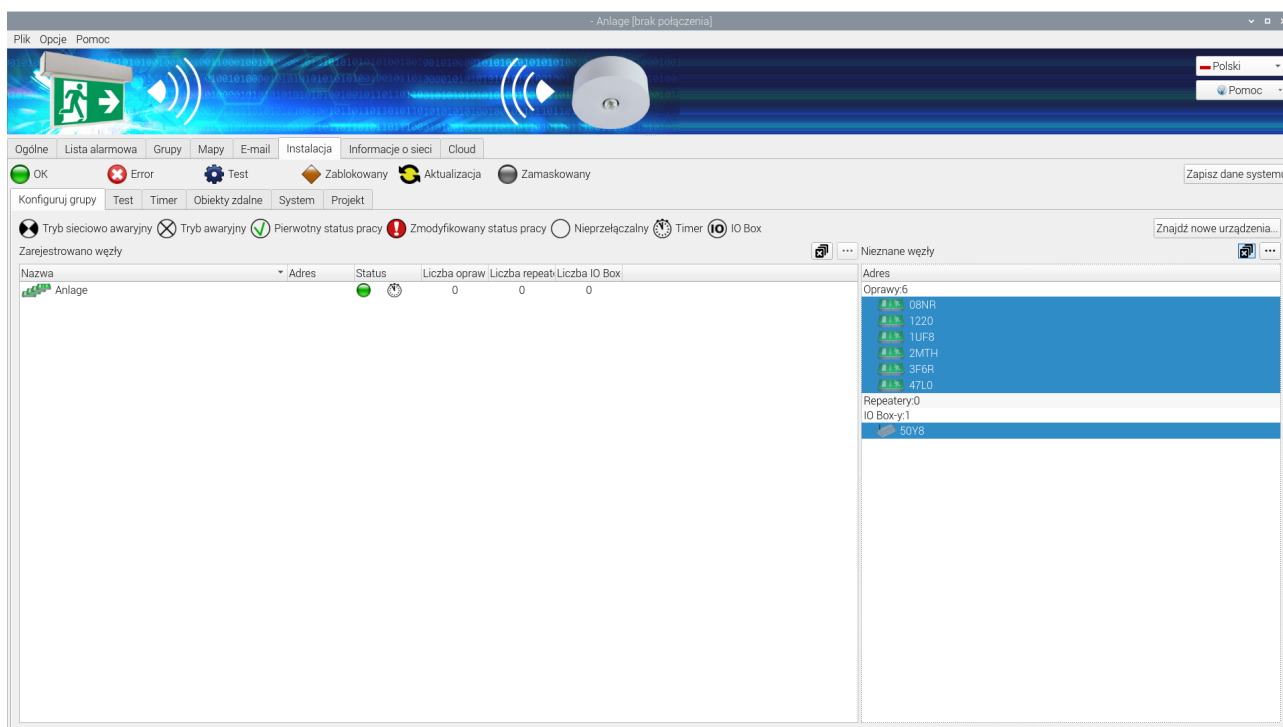 - Anlage [brak połączenia]
Plik Opcje Pomoc
Polski
Pomoc
Ogólne Lista alarmowa Grupy Mapy E-mail Instalacja Informacje o sieci Cloud
OK Error Test Zablokowany Aktualizacja Zamaskowany Zapisz dane systemu
Konfiguruj grupy Test Timer Obiekty zdalne System Projekt
Tryb sieciowo awaryjny Tryb awaryjny Pierwotny status pracy Zmodyfikowany status pracy Nieprzełączalny Timer IO IO Box Znajdź nowe urządzenia...
Zarejestrowano węzły ... Nieznane węzły ...
Nazwa Adres Status Liczba opraw Liczba repeat Liczba IO Box Adres
Anlage 0 0 0
Oprawy:6
08NR
1220
1UF8
2MTH
3F6R
47L0
Repeatery:0
IO Box-y:1
50Y8